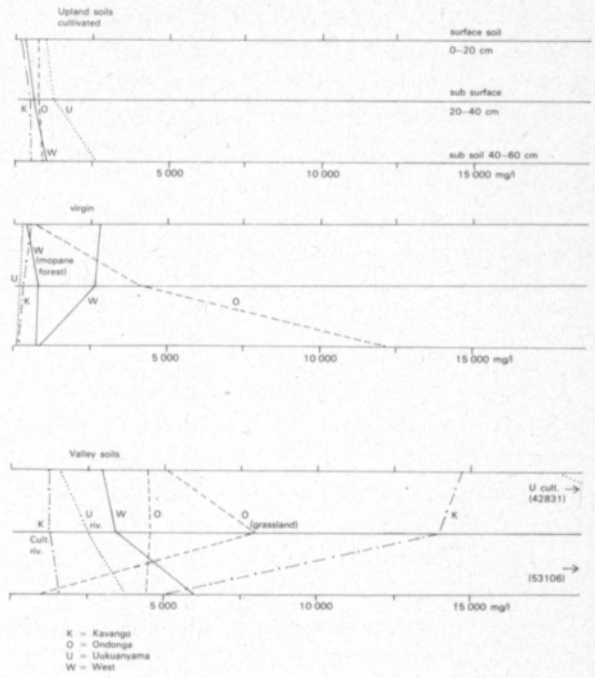 Upland soils
cultivated
surface soil
0–20 cm
sub surface
20–40 cm
K O U
W
sub soil 40–60 cm
5 000 10 000 15 000 mg/l
virgin
W
(mopane
forest)
U
K W O
5 000 10 000 15 000 mg/l
Valley soils
U cult.
(42831)
K U W O O K
riv. (grassland)
Cult.
riv.
(53106)
5 000 10 000 15 000 mg/l
K = Kavango
O = Ondonga
U = Uukuanyama
W = West